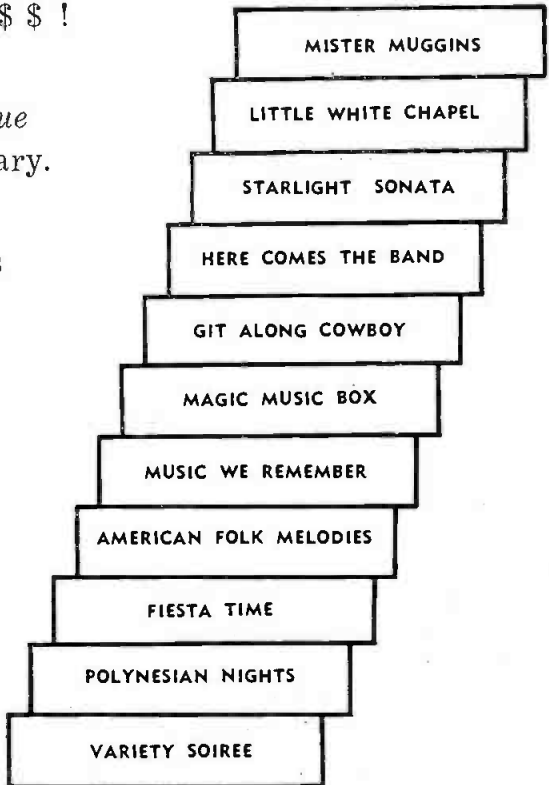 $ $ !
MISTER MUGGINS
LITTLE WHITE CHAPEL
STARLIGHT SONATA
HERE COMES THE BAND
GIT ALONG COWBOY
MAGIC MUSIC BOX
MUSIC WE REMEMBER
AMERICAN FOLK MELODIES
FIESTA TIME
POLYNESIAN NIGHTS
VARIETY SOIREE